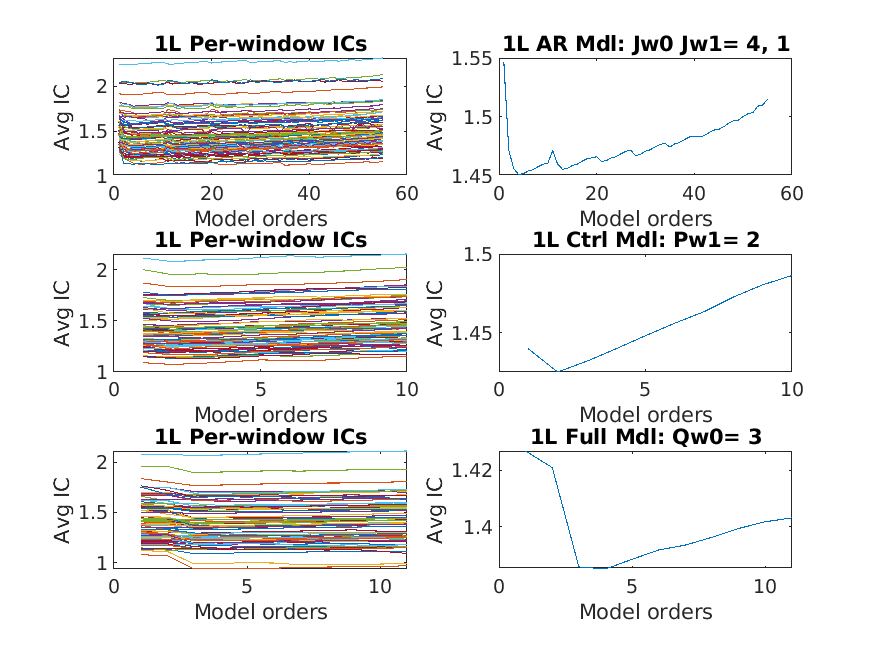 1L Per-window ICs
Avg IC
2
1.5
1
0 20 40 60
Model orders
1L AR Mdl: Jw0 Jw1= 4, 1
Avg IC
1.55
1.5
1.45
0 20 40 60
Model orders
1L Per-window ICs
Avg IC
2
1.5
1
0 5 10
Model orders
1L Ctrl Mdl: Pw1= 2
Avg IC
1.5
1.45
0 5 10
Model orders
1L Per-window ICs
Avg IC
2
1.5
1
0 5 10
Model orders
1L Full Mdl: Qw0= 3
Avg IC
1.42
1.4
0 5 10
Model orders